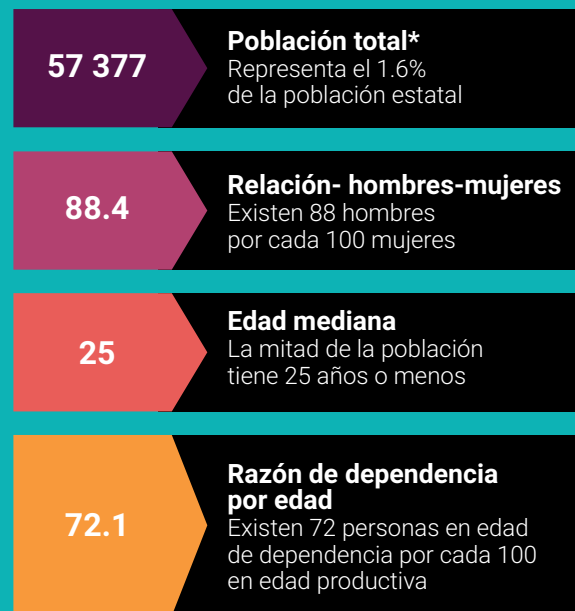 57 377
Población total*
Representa el 1.6%
de la población estatal
88.4
Relación- hombres-mujeres
Existen 88 hombres
por cada 100 mujeres
25
Edad mediana
La mitad de la población
tiene 25 años o menos
72.1
Razón de dependencia
por edad
Existen 72 personas en edad
de dependencia por cada 100
en edad productiva